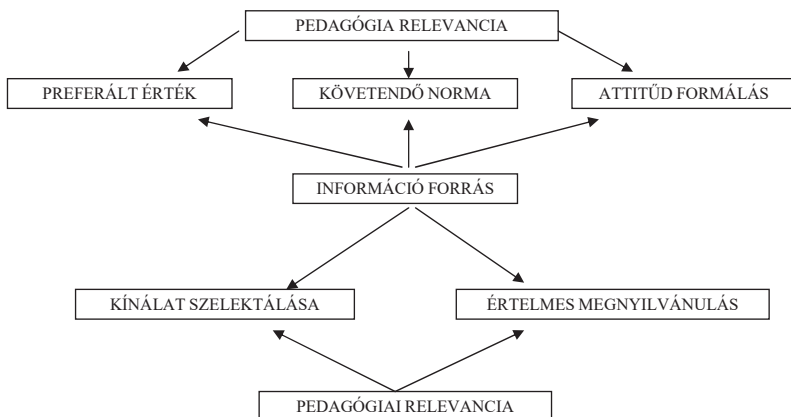 PEDAGÓGIA RELEVANCIA
PREFERÁLT ÉRTÉK
KÖVETENDŐ NORMA
ATTITŰD FORMÁLÁS
INFORMÁCIÓ FORRÁS
KÍNÁLAT SZELEKTÁLÁSA
ÉRTELMES MEGNYILVÁNULÁS
PEDAGÓGIAI RELEVANCIA